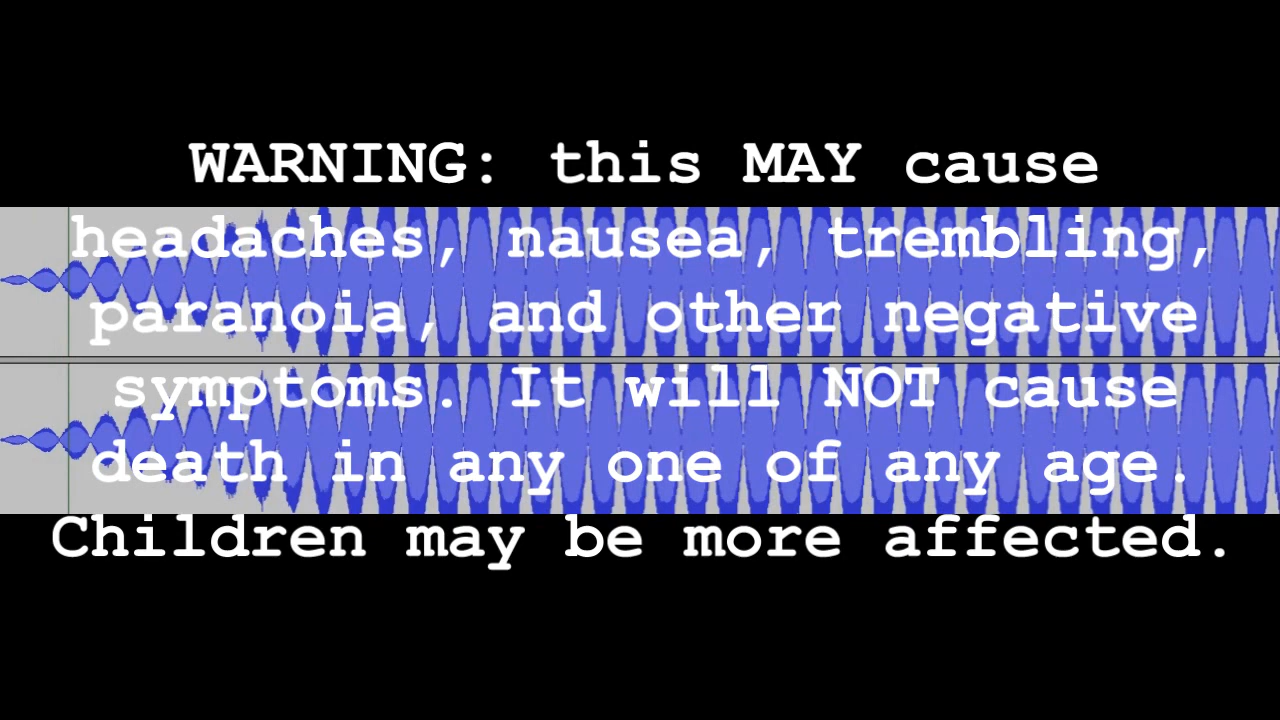 WARNING: this MAY cause
headaches, nausea, trembling,
paranoia, and other negative
symptoms. It will NOT cause
death in any one of any age.
Children may be more affected.